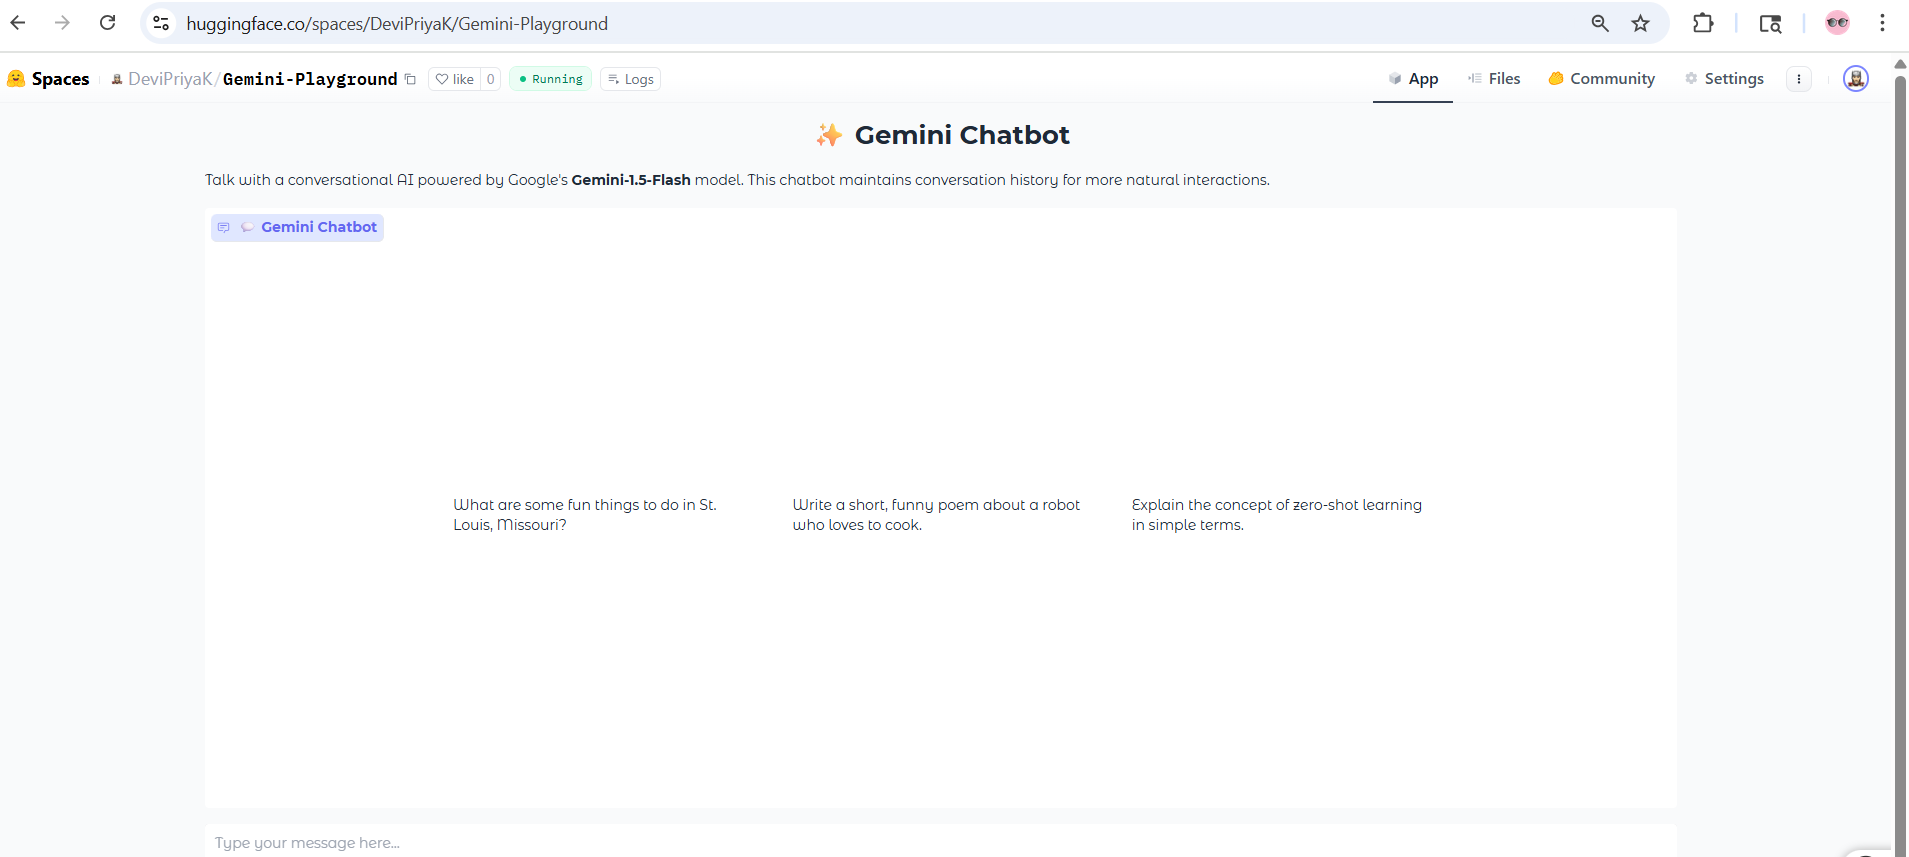 huggingface.co/spaces/DeviPriyaK/Gemini-Playground
Spaces DeviPriyaK/Gemini-Playground like 0 Running Logs App Files Community Settings
✨ Gemini Chatbot
Talk with a conversational AI powered by Google's Gemini-1.5-Flash model. This chatbot maintains conversation history for more natural interactions.
Gemini Chatbot
What are some fun things to do in St.
Louis, Missouri?
Write a short, funny poem about a robot
who loves to cook.
Explain the concept of zero-shot learning
in simple terms.
Type your message here...